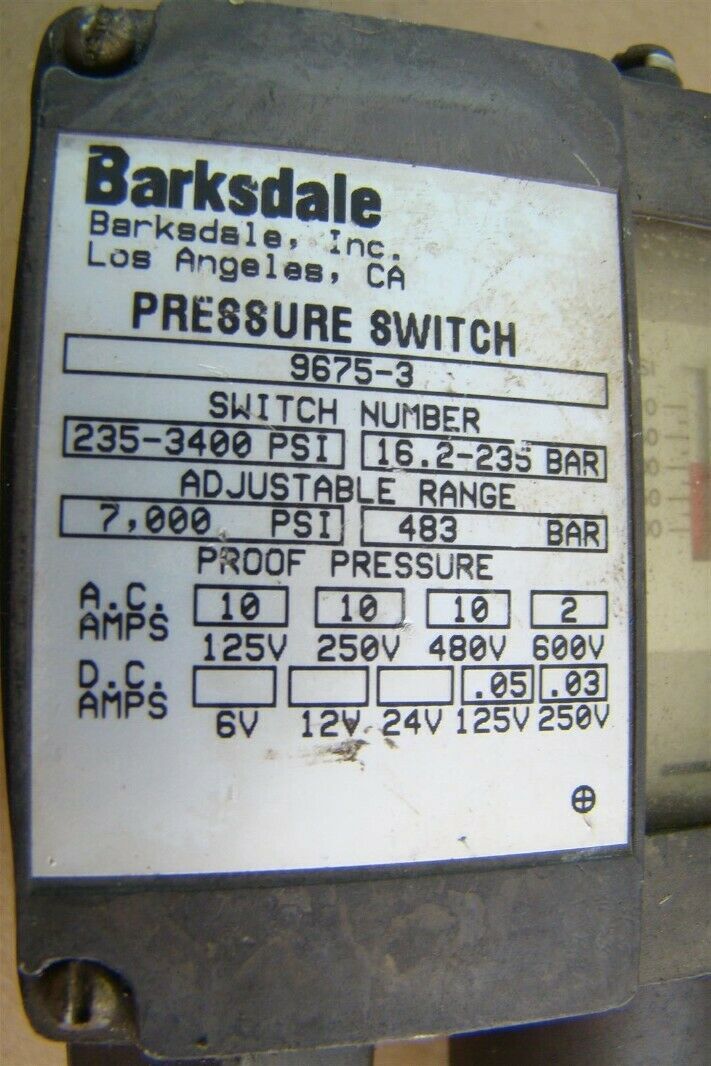 Barksdale
Barksdale, Inc.
Los Angeles, CA
PRESSURE SWITCH
9675-3
SWITCH NUMBER
235-3400 PSI 16.2-235 BAR
ADJUSTABLE RANGE
7,000 PSI 483 BAR
PROOF PRESSURE
A.C. AMPS 10 10 10 2
125V 250V 480V 600V
D.C. AMPS .05 .03
6V 12V 24V 125V 250V